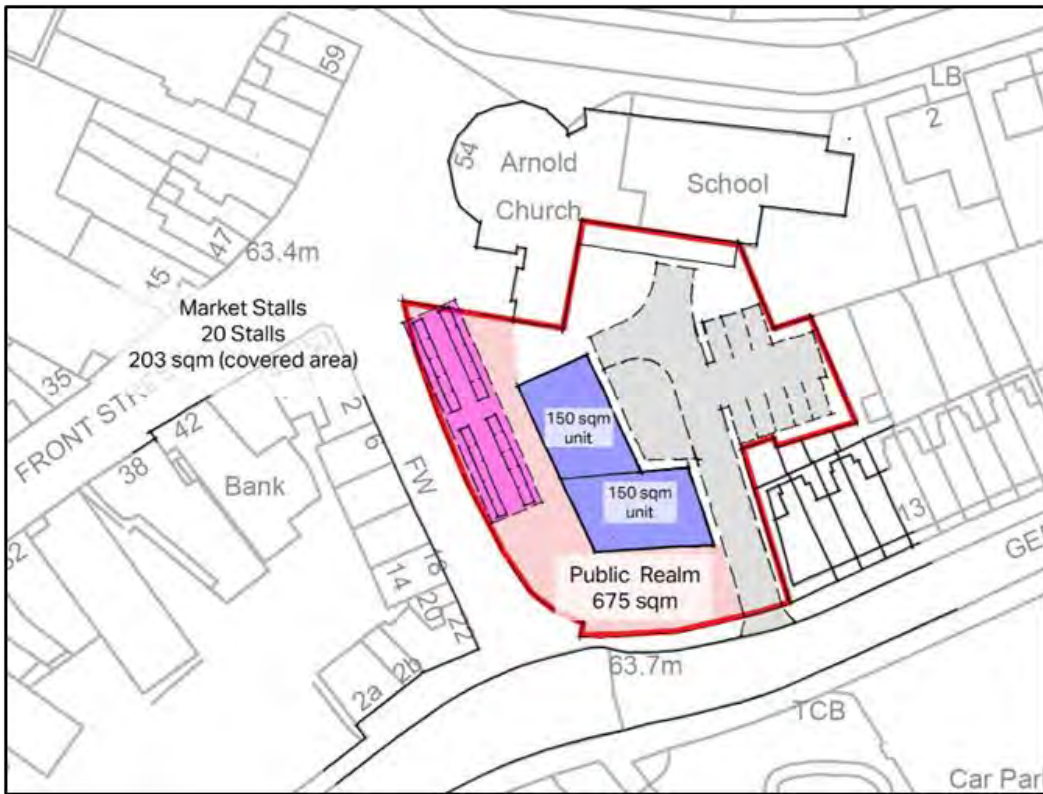 59
LB
2
54
Arnold
Church
School
47
63.4m
45
Market Stalls
20 Stalls
203 sqm (covered area)
35
FRONT STRE
42
2
38
6
Bank
FW
150 sqm
unit
150 sqm
unit
13
32
14
18
20
22
Public Realm
675 sqm
GE
2a
2b
63.7m
TCB
Car Par